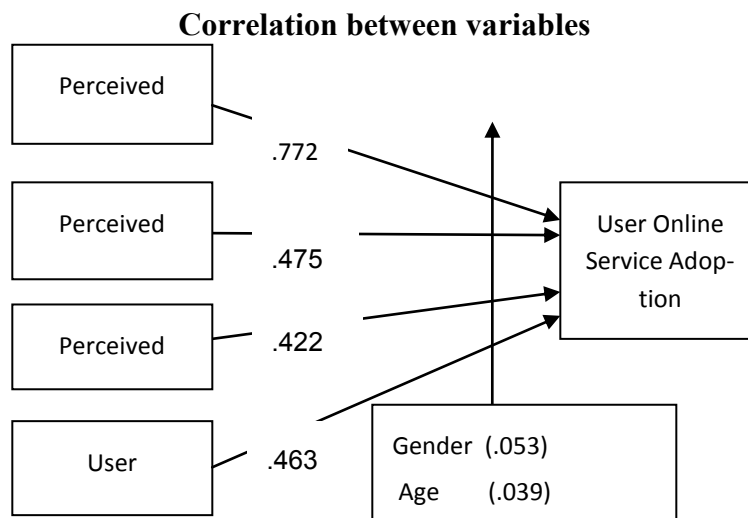 Correlation between variables
Perceived
.772
Perceived
.475
User Online
Service Adop-
tion
Perceived
.422
User
.463
Gender (.053)
Age (.039)